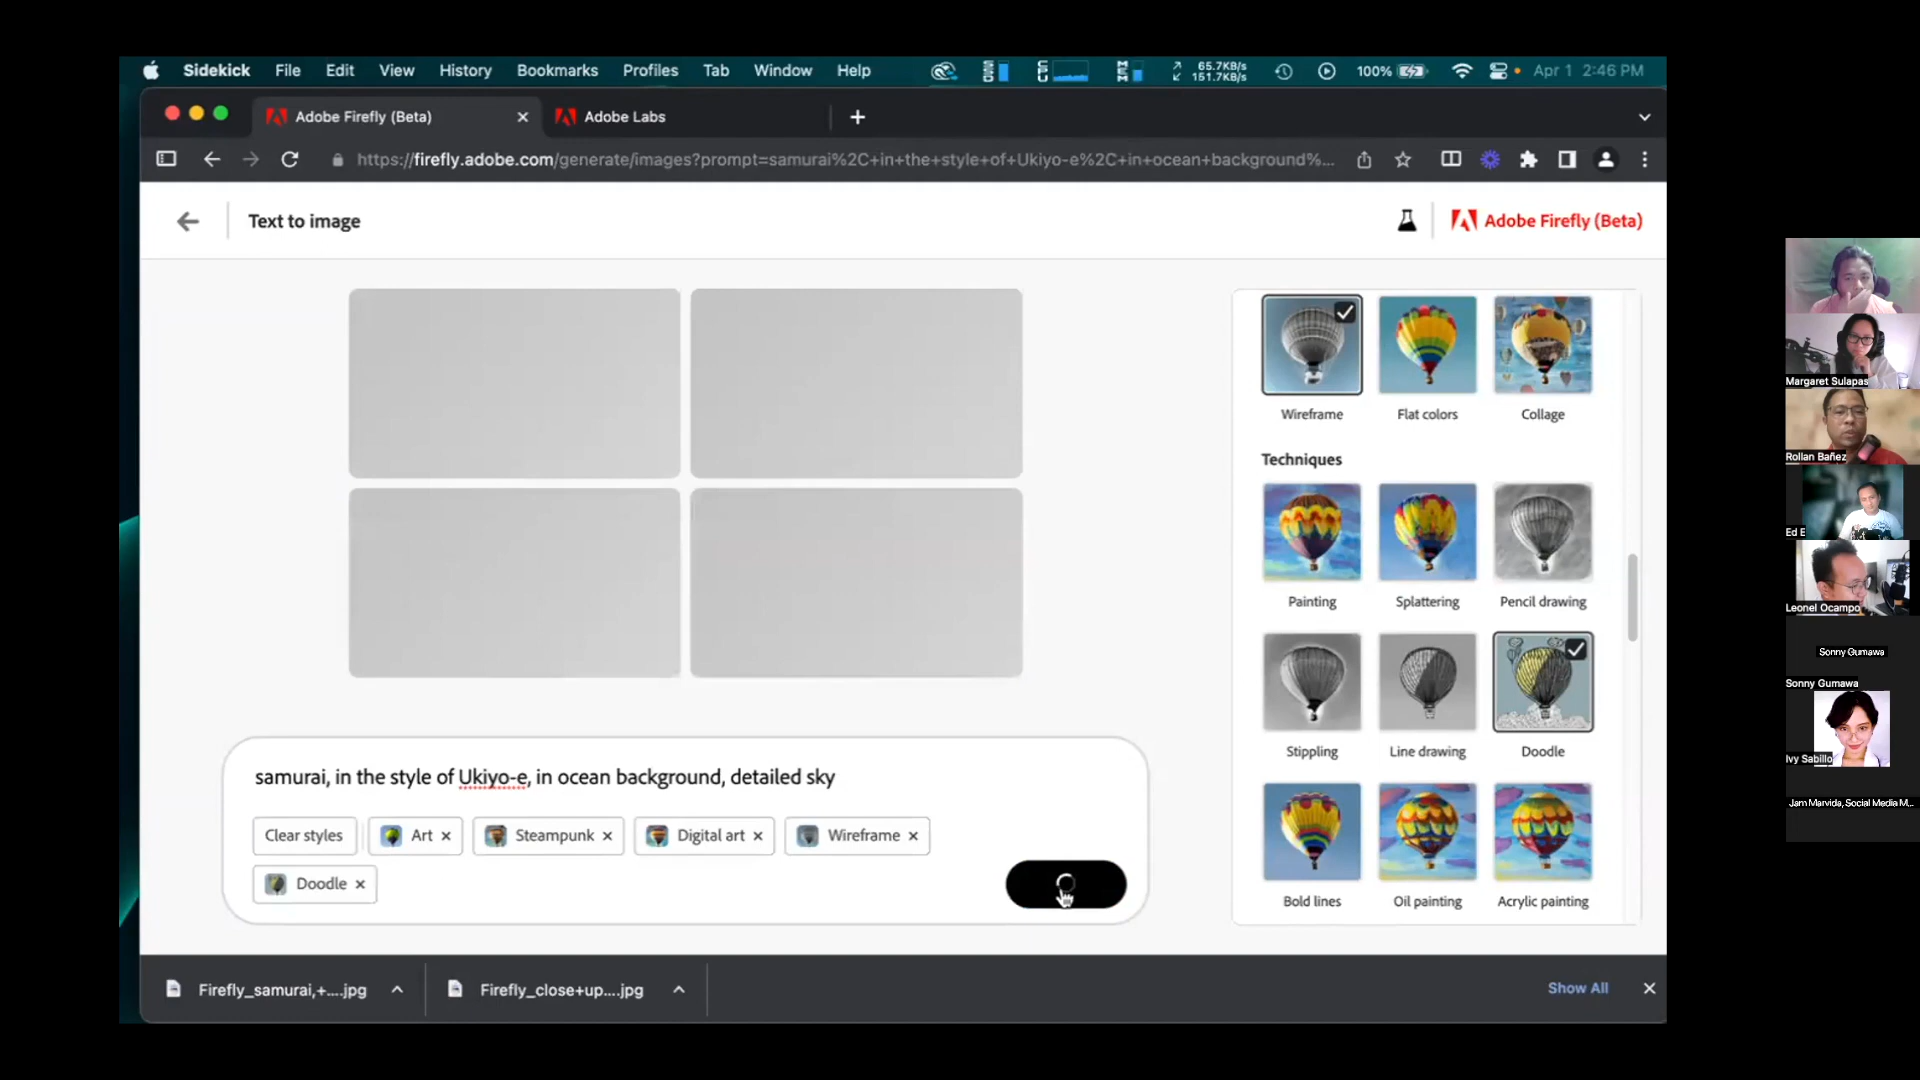 Sidekick File Edit View History Bookmarks Profiles Tab Window Help 65.7KB/s 151.7KB/s 100% Apr 1 2:46 PM
Adobe Firefly (Beta) Adobe Labs
https://firefly.adobe.com/generate/images?prompt=samurai%2C+in+the+style+of+Ukiyo-e%2C+in+ocean+background%...
Text to image
Adobe Firefly (Beta)
Wireframe Flat colors Collage
Techniques
Painting Splattering Pencil drawing
Stippling Line drawing Doodle
Bold lines Oil painting Acrylic painting
samurai, in the style of Ukiyo-e, in ocean background, detailed sky
Clear styles Art Steampunk Digital art Wireframe
Doodle
Firefly_samurai,+....jpg Firefly_close+up....jpg Show All
Margaret Sulapas
Rollan Bañez
Ed E
Leonel Ocampo
Sonny Gumawa
Sonny Gumawa
Ivy Sabillo
Jam Marvida, Social Media M...